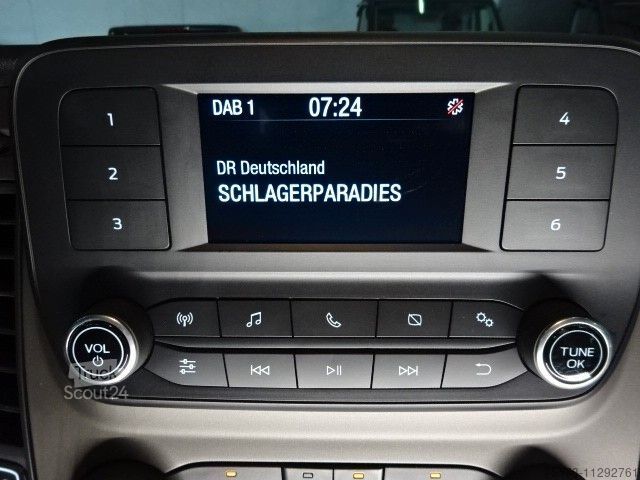 DAB 1 07:24
DR Deutschland
SCHLAGERPARADIES
1
2
3
4
5
6
VOL
TUNE
OK
Truck
Scout24